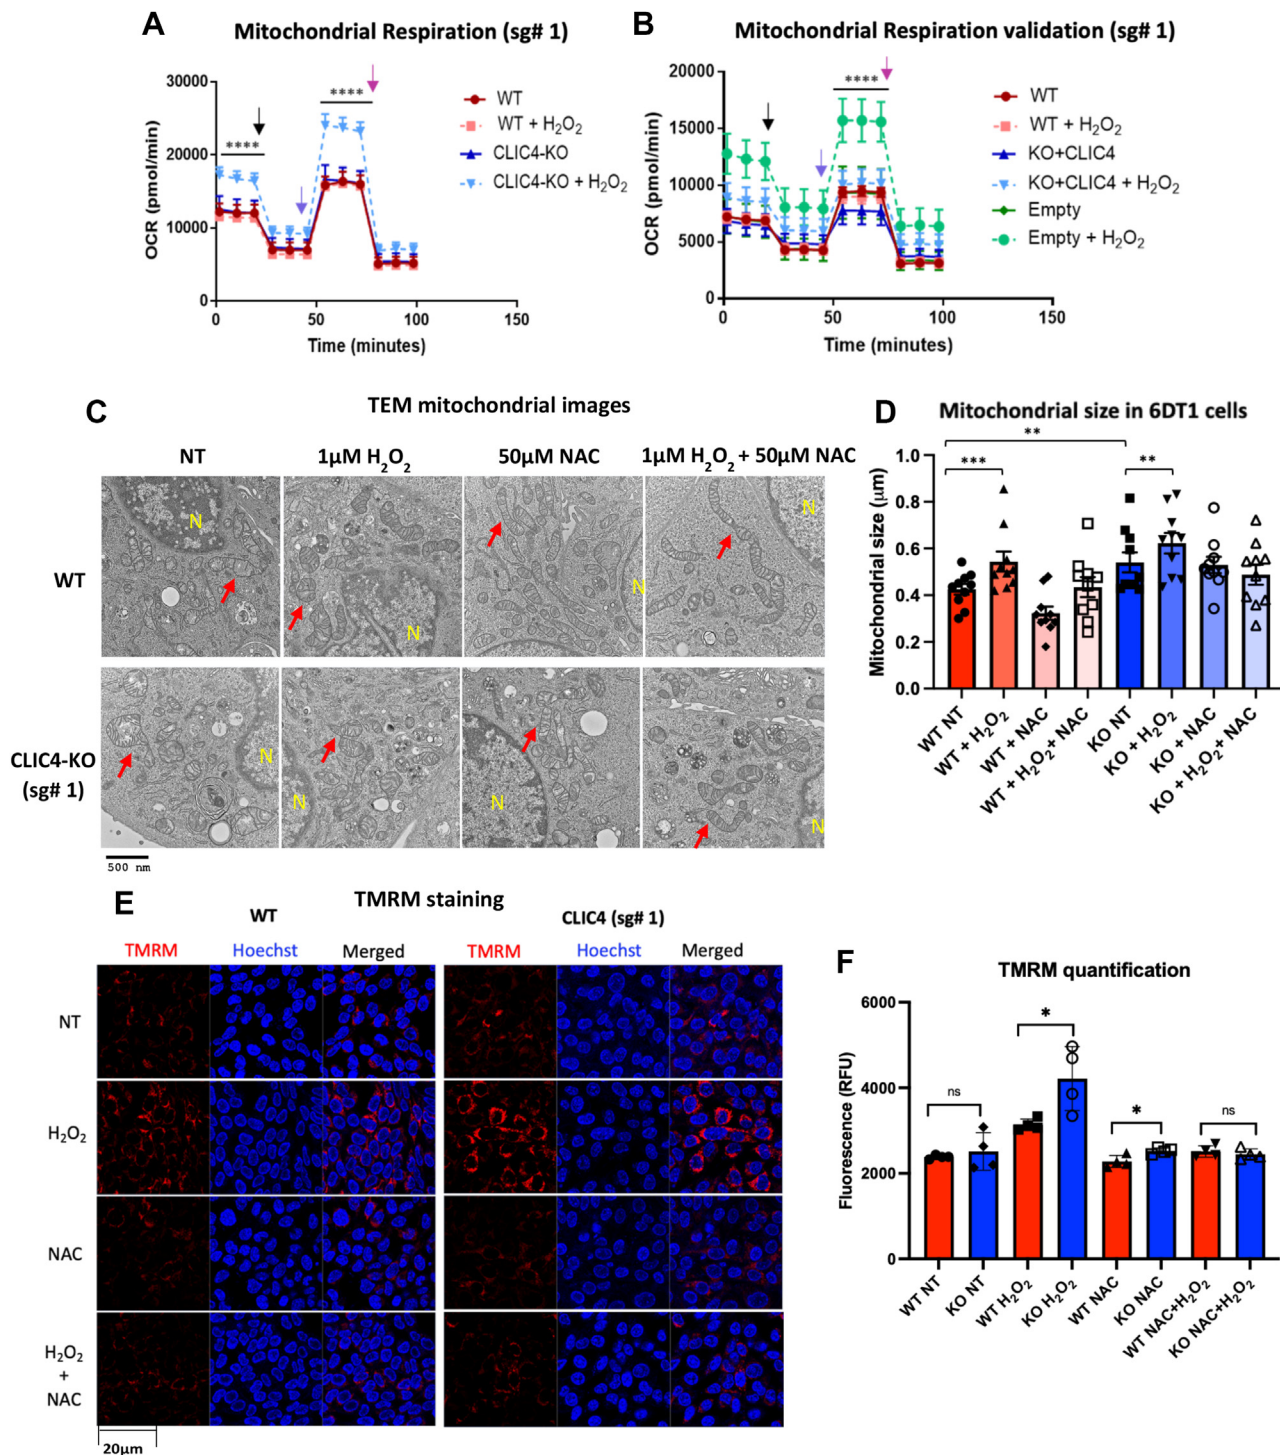 A
Mitochondrial Respiration (sg# 1)
30000
20000
10000
0
0
50
100
150
OCR (pmol/min)
Time (minutes)
****
****
WT
WT + H₂O₂
CLIC4-KO
CLIC4-KO + H₂O₂
B
Mitochondrial Respiration validation (sg# 1)
20000
15000
10000
5000
0
0
50
100
150
OCR (pmol/min)
Time (minutes)
****
WT
WT + H₂O₂
KO+CLIC4
KO+CLIC4 + H₂O₂
Empty
Empty + H₂O₂
C
TEM mitochondrial images
NT
1µM H₂O₂
50µM NAC
1µM H₂O₂ + 50µM NAC
WT
N
N
N
N
CLIC4-KO
(sg# 1)
N
N
N
N
500 nm
D
Mitochondrial size in 6DT1 cells
**
***
**
1.0
0.8
0.6
0.4
0.2
0.0
Mitochondrial size (µm)
WT NT
WT + H₂O₂
WT + NAC
WT + H₂O₂ + NAC
KO NT
KO + H₂O₂
KO + NAC
KO + H₂O₂ + NAC
E
TMRM staining
WT
CLIC4 (sg# 1)
TMRM
Hoechst
Merged
TMRM
Hoechst
Merged
NT
H₂O₂
NAC
H₂O₂
+
NAC
20µm
F
TMRM quantification
6000
4000
2000
0
Fluorescence (RFU)
ns
*
*
ns
WT NT
KO NT
WT H₂O₂
KO H₂O₂
WT NAC
KO NAC
WT NAC+H₂O₂
KO NAC+H₂O₂